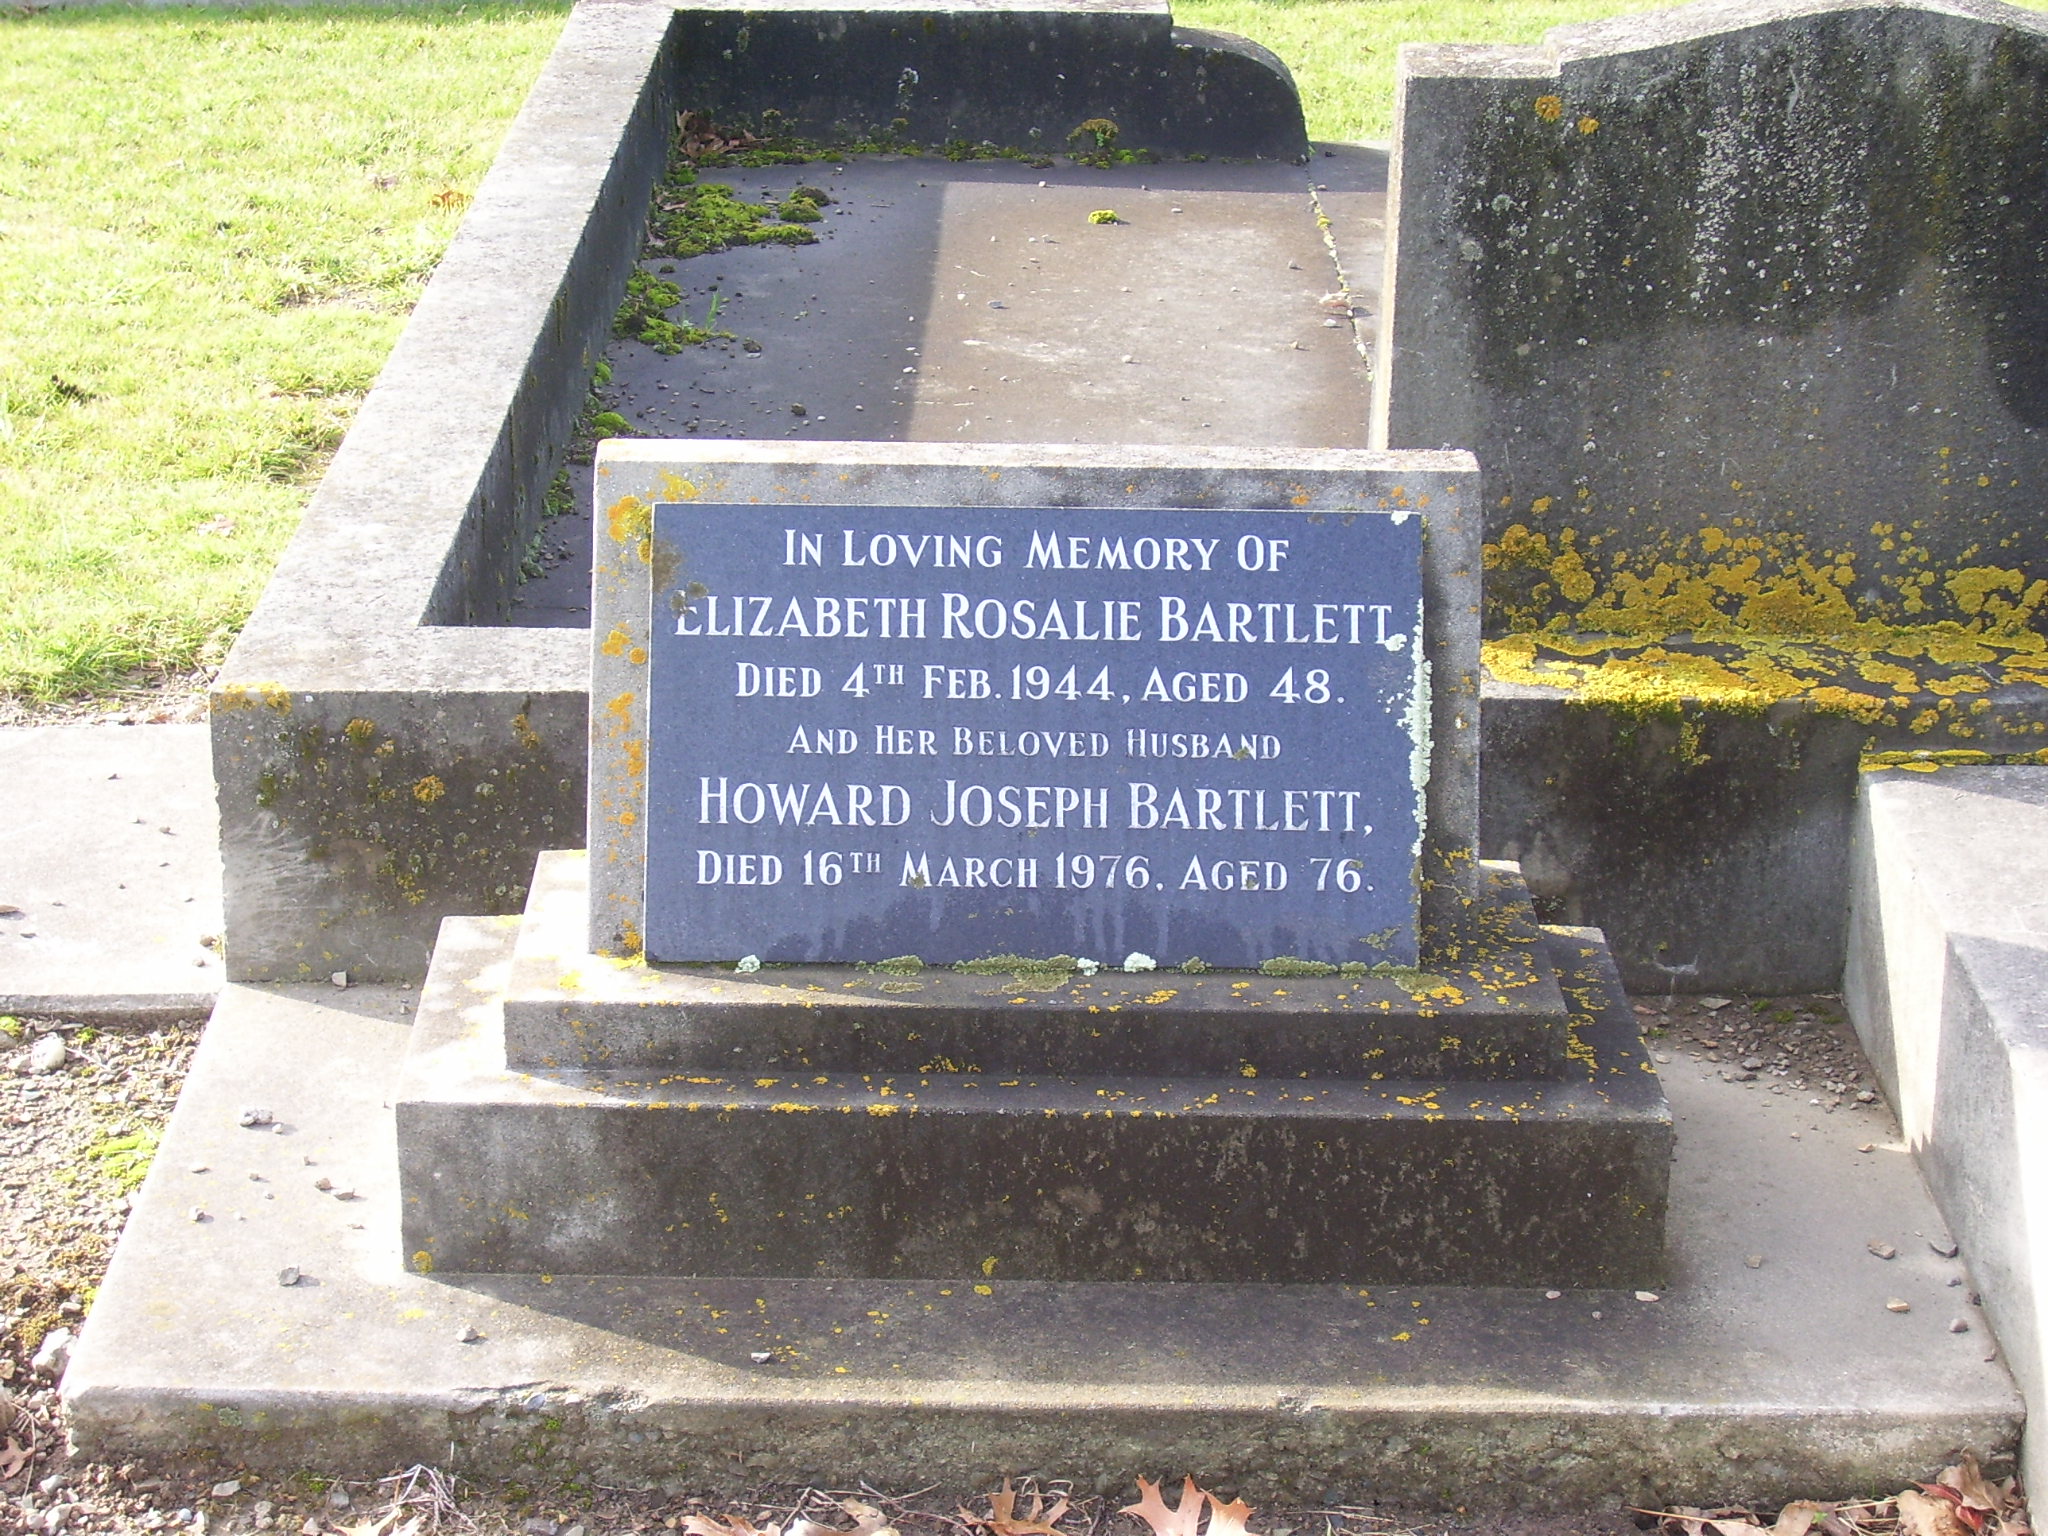 In Loving Memory Of
Elizabeth Rosalie Bartlett
Died 4th Feb. 1944, Aged 48.
And Her Beloved Husband
Howard Joseph Bartlett,
Died 16th March 1976, Aged 76.